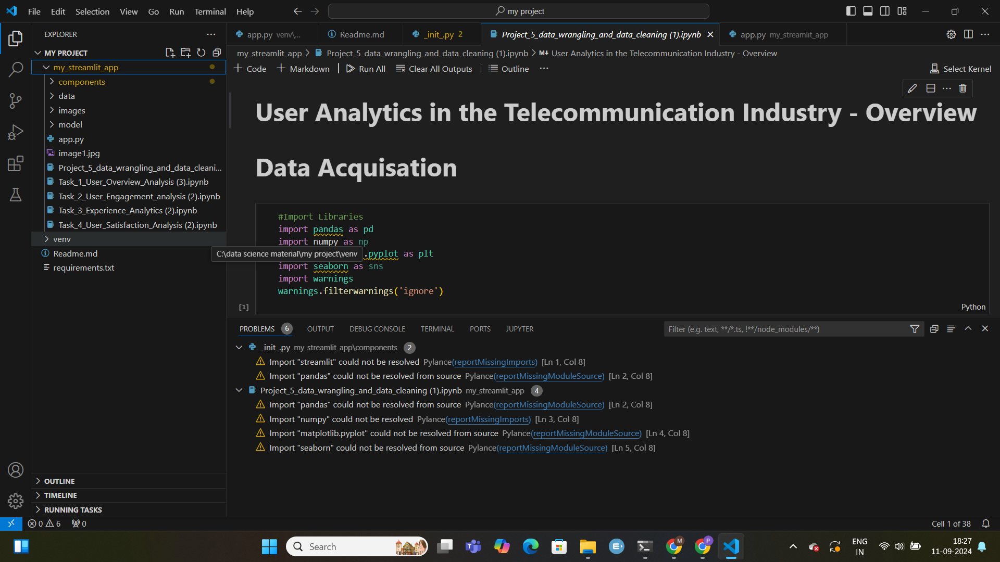 File Edit Selection View Go Run Terminal Help
my project
EXPLORER
MY PROJECT
my_streamlit_app
components
data
images
model
app.py
image1.jpg
Project_5_data_wrangling_and_data_cleani...
Task_1_User_Overview_Analysis (3).ipynb
Task_2_User_Engagement_analysis (2).ipynb
Task_3_Experience_Analytics (2).ipynb
Task_4_User_Satisfaction_Analysis (2).ipynb
venv
Readme.md
requirements.txt
OUTLINE
TIMELINE
RUNNING TASKS
app.py venv\... Readme.md _init_.py 2 Project_5_data_wrangling_and_data_cleaning (1).ipynb app.py my_streamlit_app
my_streamlit_app > Project_5_data_wrangling_and_data_cleaning (1).ipynb > M↓ User Analytics in the Telecommunication Industry - Overview
+ Code + Markdown Run All Clear All Outputs Outline ... Select Kernel
User Analytics in the Telecommunication Industry - Overview
Data Acquisation
#Import Libraries
import pandas as pd
import numpy as np
.pyplot as plt
C:\data science material\my project\venv
import seaborn as sns
import warnings
warnings.filterwarnings('ignore')
[1]
Python
PROBLEMS 6 OUTPUT DEBUG CONSOLE TERMINAL PORTS JUPYTER Filter (e.g. text, **/*.ts, !**/node_modules/**)
_init_.py my_streamlit_app\components 2
Import "streamlit" could not be resolved Pylance(reportMissingImports) [Ln 1, Col 8]
Import "pandas" could not be resolved from source Pylance(reportMissingModuleSource) [Ln 2, Col 8]
Project_5_data_wrangling_and_data_cleaning (1).ipynb my_streamlit_app 4
Import "pandas" could not be resolved from source Pylance(reportMissingModuleSource) [Ln 2, Col 8]
Import "numpy" could not be resolved Pylance(reportMissingImports) [Ln 3, Col 8]
Import "matplotlib.pyplot" could not be resolved from source Pylance(reportMissingModuleSource) [Ln 4, Col 8]
Import "seaborn" could not be resolved from source Pylance(reportMissingModuleSource) [Ln 5, Col 8]
0 6 0
Cell 1 of 38
Search
M P
ENG
IN
18:27
11-09-2024